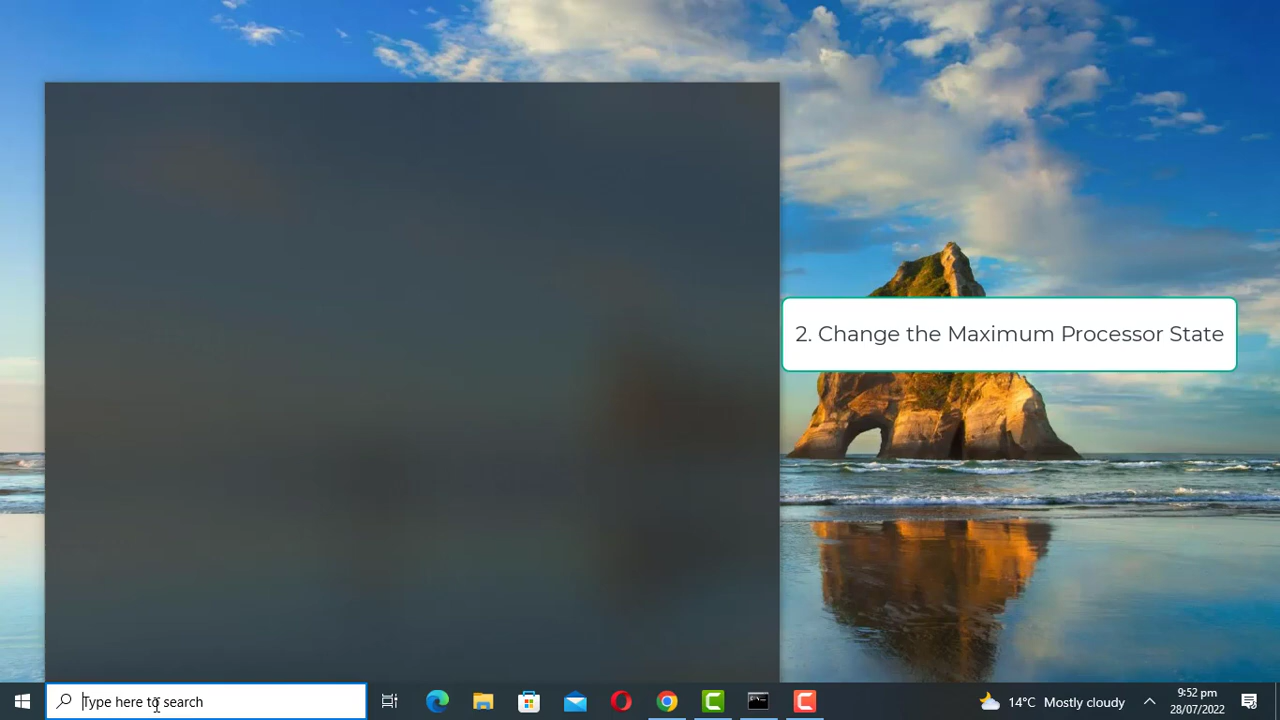 2. Change the Maximum Processor State
Type here to search
14°C Mostly cloudy
9:52 pm
28/07/2022